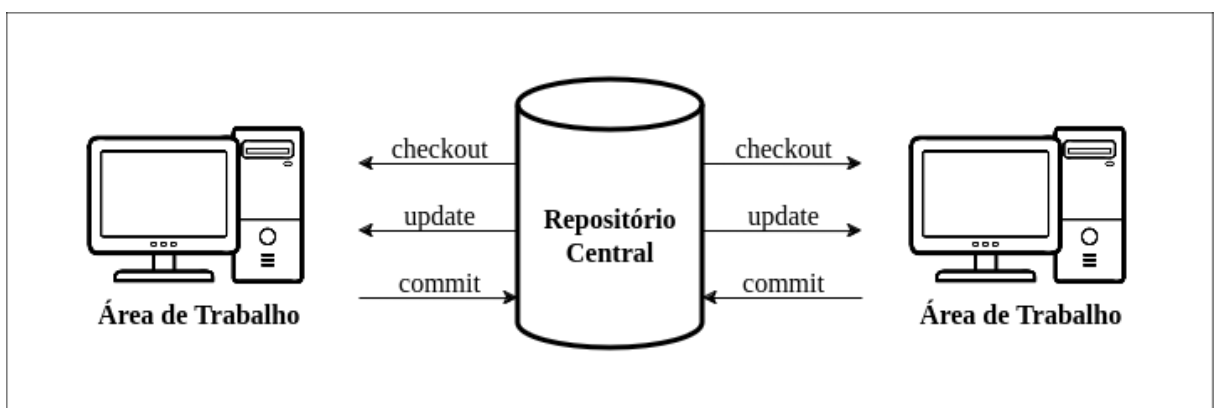 checkout
checkout
update
update
Repositório
Central
commit
commit
Área de Trabalho
Área de Trabalho